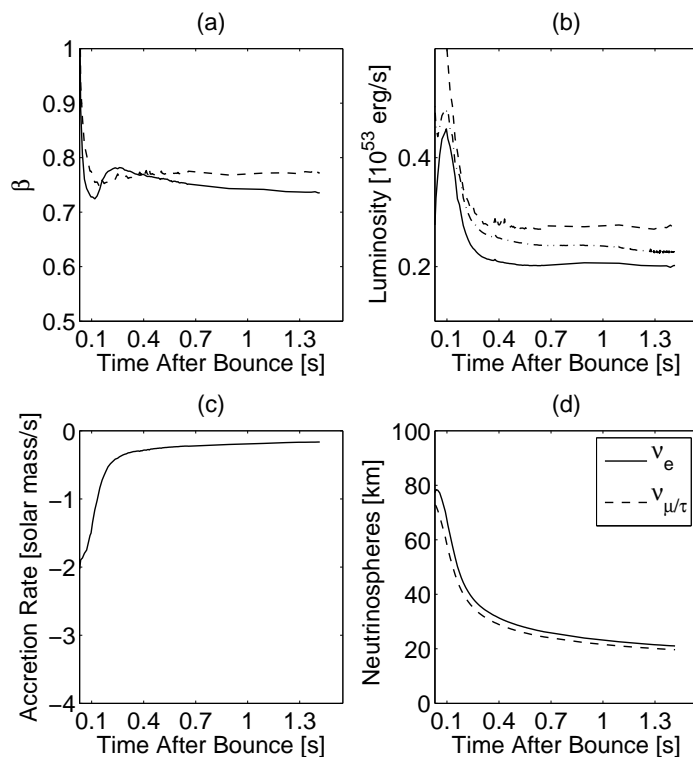 (a)
1
0.9
0.8
0.7
0.6
0.5
β
0.1 0.4 0.7 1 1.3
Time After Bounce [s]
(b)
0.4
0.2
Luminosity [10^53 erg/s]
0.1 0.4 0.7 1 1.3
Time After Bounce [s]
(c)
0
−1
−2
−3
−4
Accretion Rate [solar mass/s]
0.1 0.4 0.7 1 1.3
Time After Bounce [s]
(d)
100
80
60
40
20
0
Neutrinospheres [km]
ν_e
ν_μ/τ
0.1 0.4 0.7 1 1.3
Time After Bounce [s]